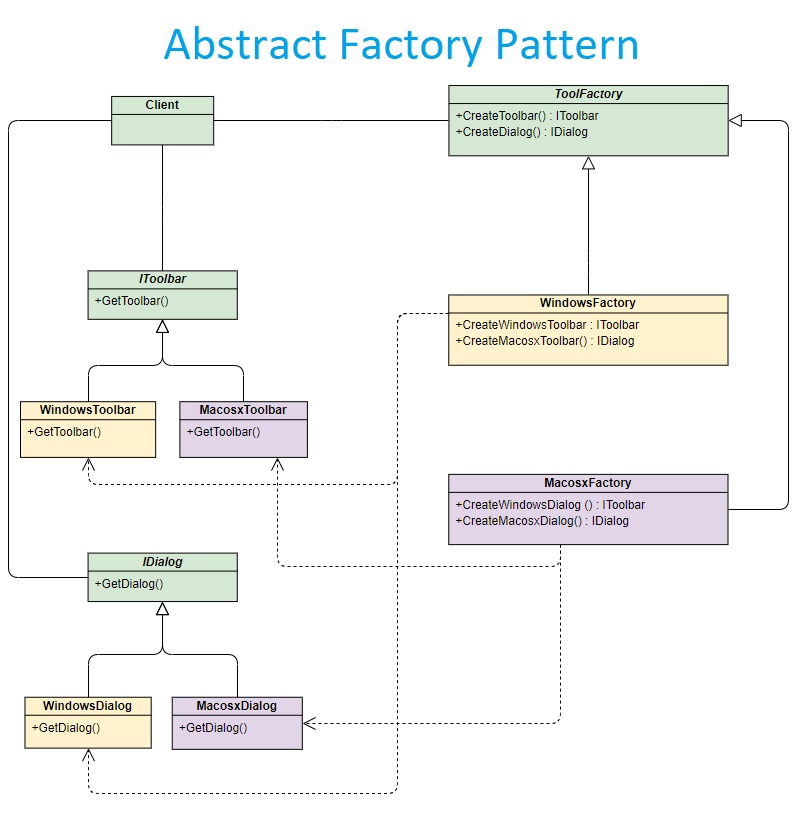 Abstract Factory Pattern
Client
ToolFactory
+CreateToolbar() : IToolbar
+CreateDialog() : IDialog
IToolbar
+GetToolbar()
WindowsFactory
+CreateWindowsToolbar : IToolbar
+CreateMacosxToolbar() : IDialog
WindowsToolbar
+GetToolbar()
MacosxToolbar
+GetToolbar()
MacosxFactory
+CreateWindowsDialog () : IToolbar
+CreateMacosxDialog() : IDialog
IDialog
+GetDialog()
WindowsDialog
+GetDialog()
MacosxDialog
+GetDialog()